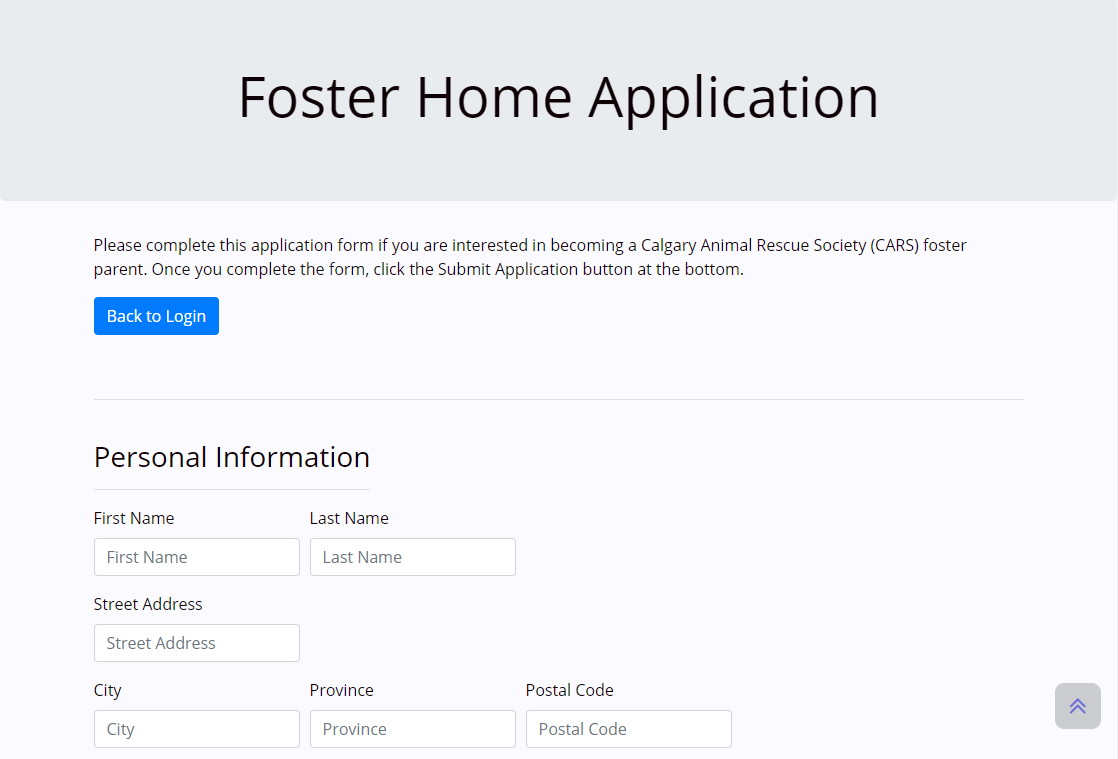 Foster Home Application
Please complete this application form if you are interested in becoming a Calgary Animal Rescue Society (CARS) foster
parent. Once you complete the form, click the Submit Application button at the bottom.
Back to Login
Personal Information
First Name Last Name
First Name Last Name
Street Address
Street Address
City Province Postal Code
City Province Postal Code